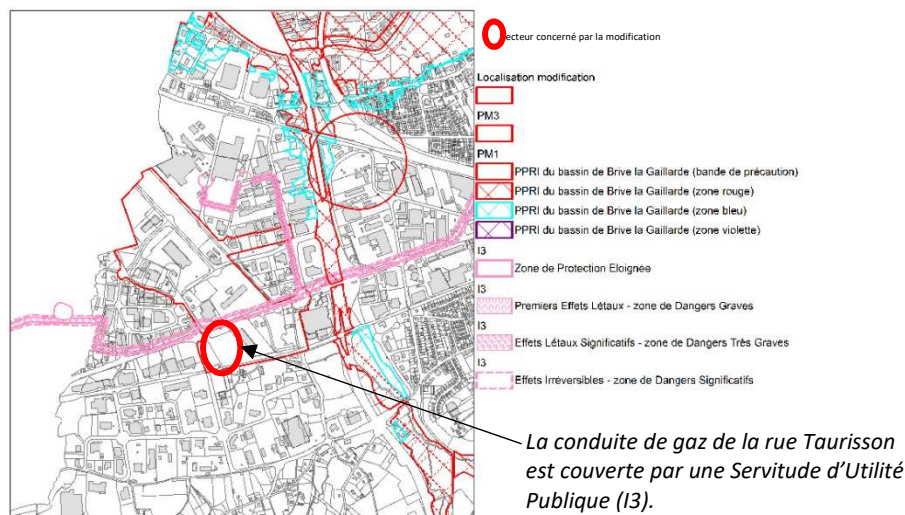 ecteur concerné par la modification
Localisation modification
PM3
PM1
PPRI du bassin de Brive la Gaillarde (bande de précaution)
PPRI du bassin de Brive la Gaillarde (zone rouge)
PPRI du bassin de Brive la Gaillarde (zone bleu)
PPRI du bassin de Brive la Gaillarde (zone violette)
I3
Zone de Protection Eloignée
I3
Premiers Effets Létaux - zone de Dangers Graves
I3
Effets Létaux Significatifs - zone de Dangers Très Graves
I3
Effets Irréversibles - zone de Dangers Significatifs
La conduite de gaz de la rue Taurisson
est couverte par une Servitude d’Utilité
Publique (I3).